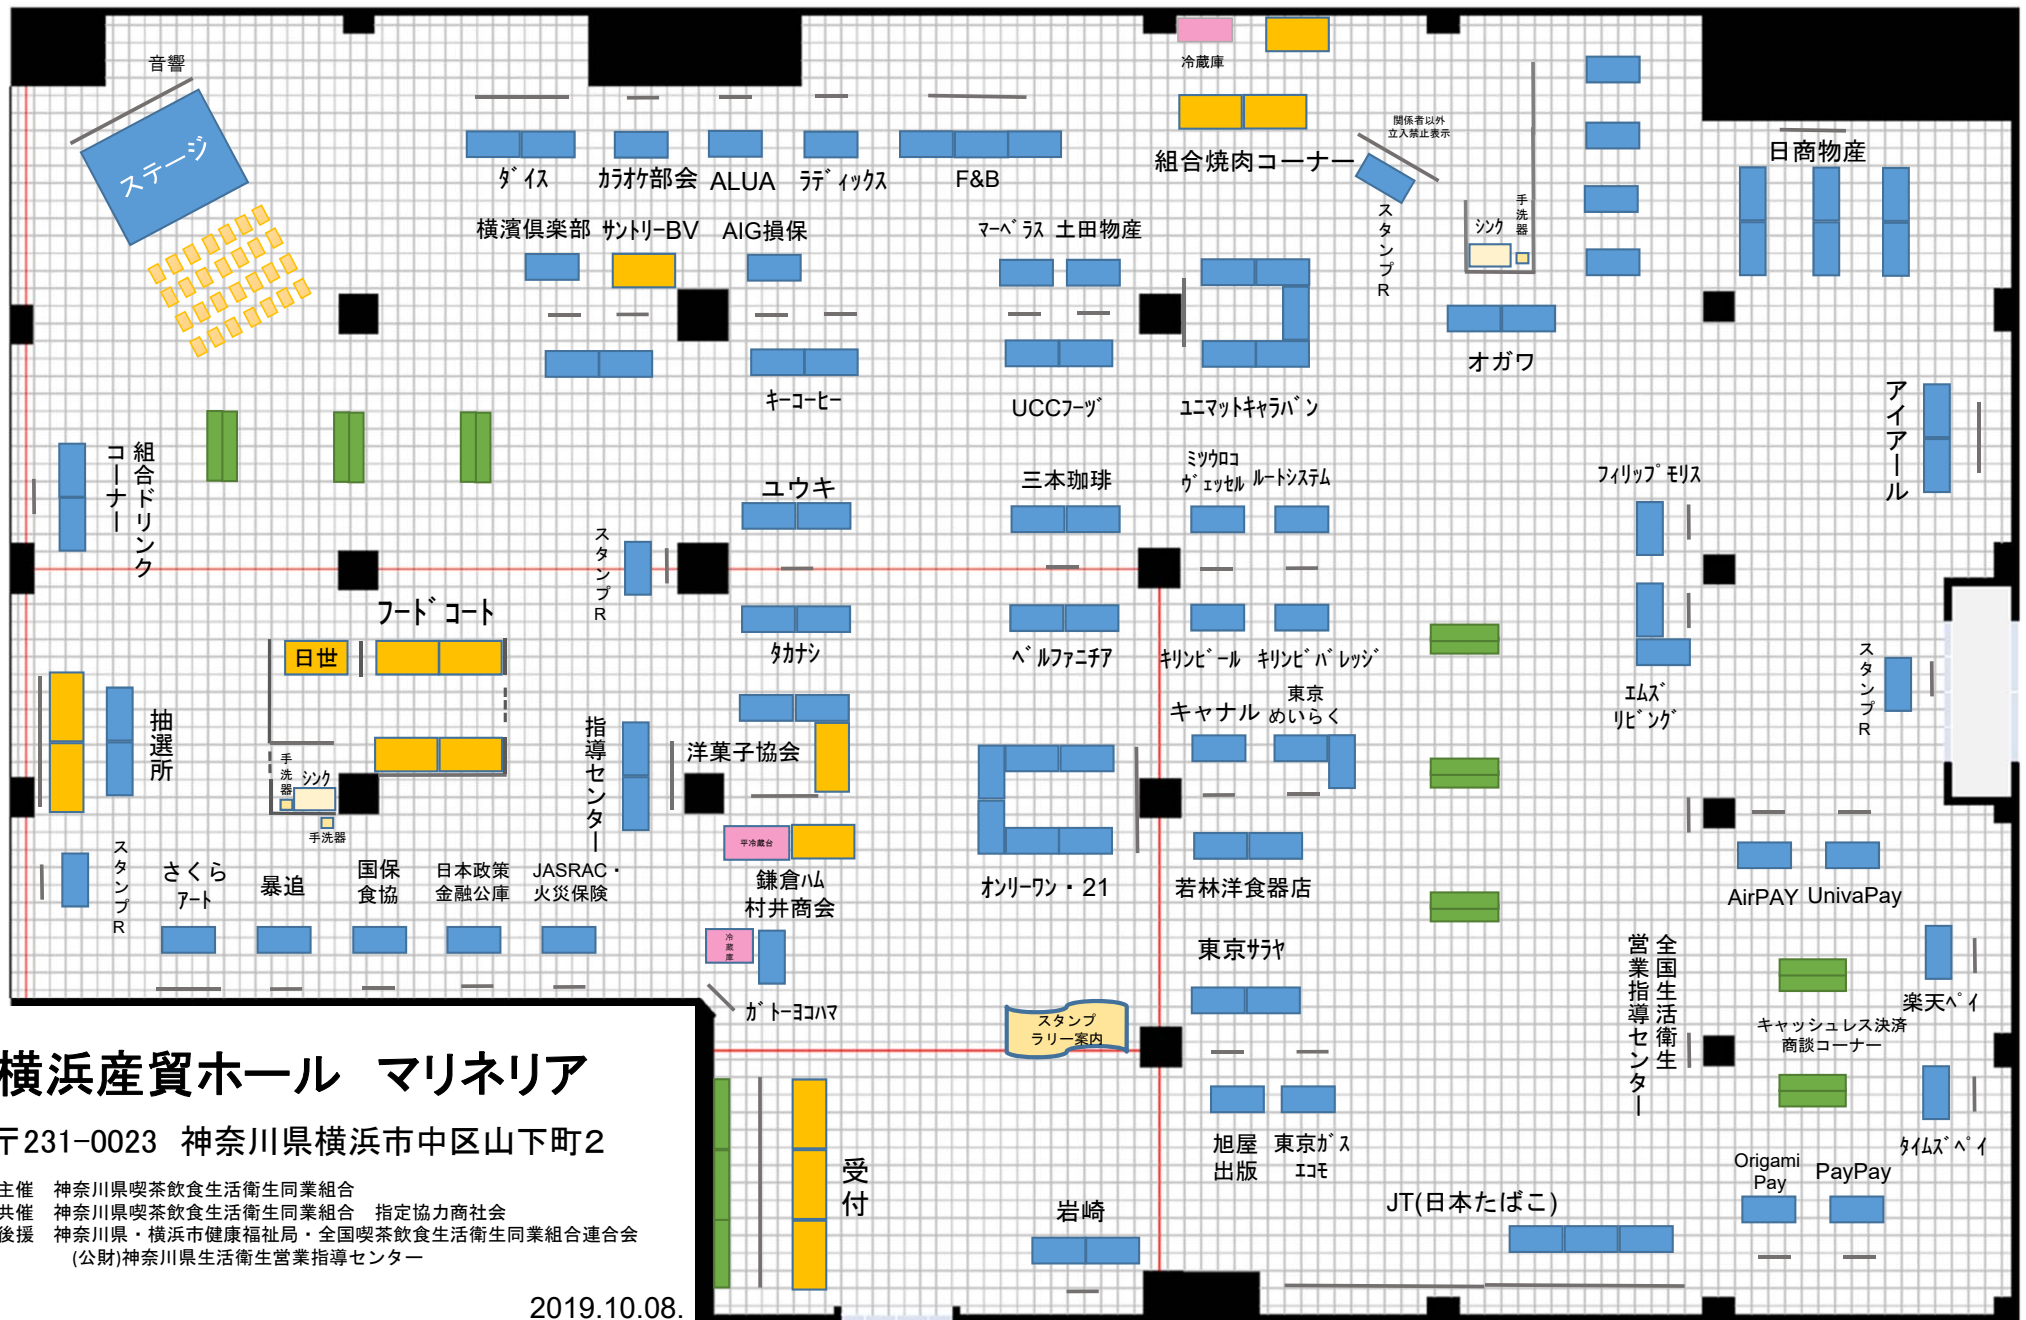 音響
ステージ
冷蔵庫
関係者以外
立入禁止表示
組合焼肉コーナー
日商物産
ﾀﾞｲｽ
ｶﾗｵｹ部会
ALUA
ﾗﾃﾞｨｯｸｽ
F&B
スタンプR
シンク
手洗器
横濱倶楽部
ｻﾝﾄﾘｰBV
AIG損保
ﾏｰﾍﾞﾗｽ
土田物産
オガワ
ｷｰｺｰﾋｰ
UCCﾌｰﾂﾞ
ﾕﾆﾏｯﾄｷｬﾗﾊﾞﾝ
アイアール
組合ドリンク
コーナー
ユウキ
三本珈琲
ﾐﾂｳﾛｺ
ｳﾞｪｯｾﾙ
ﾙｰﾄｼｽﾃﾑ
ﾌｨﾘｯﾌﾟﾓﾘｽ
スタンプR
ﾌｰﾄﾞｺｰﾄ
日世
ﾀｶﾅｼ
ﾍﾞﾙﾌｧﾆﾁｱ
ｷﾘﾝﾋﾞｰﾙ
ｷﾘﾝﾋﾞﾊﾞﾚｯｼﾞ
ｴﾑｽﾞ
ﾘﾋﾞﾝｸﾞ
スタンプR
抽選所
手洗器
シンク
手洗器
指導センター
洋菓子協会
キャナル
東京
めいらく
平冷蔵台
鎌倉ﾊﾑ
村井商会
オンリーワン・21
若林洋食器店
AirPAY
UnivaPay
スタンプR
さくら
ｱｰﾄ
暴追
国保
食協
日本政策
金融公庫
JASRAC・
火災保険
冷蔵庫
ｶﾞﾄｰﾖｺﾊﾏ
東京ｻﾗﾔ
全国生活衛生
営業指導センター
楽天ﾍﾟｲ
スタンプ
ラリー案内
キャッシュレス決済
商談コーナー
横浜産貿ホール　マリネリア
〒231-0023　神奈川県横浜市中区山下町2
旭屋
出版
東京ｶﾞｽ
ｴｺﾓ
ﾀｲﾑｽﾞﾍﾟｲ
Origami
Pay
PayPay
受付
岩崎
JT(日本たばこ)
主催　神奈川県喫茶飲食生活衛生同業組合
共催　神奈川県喫茶飲食生活衛生同業組合　指定協力商社会
後援　神奈川県・横浜市健康福祉局・全国喫茶飲食生活衛生同業組合連合会
(公財)神奈川県生活衛生営業指導センター
2019.10.08.